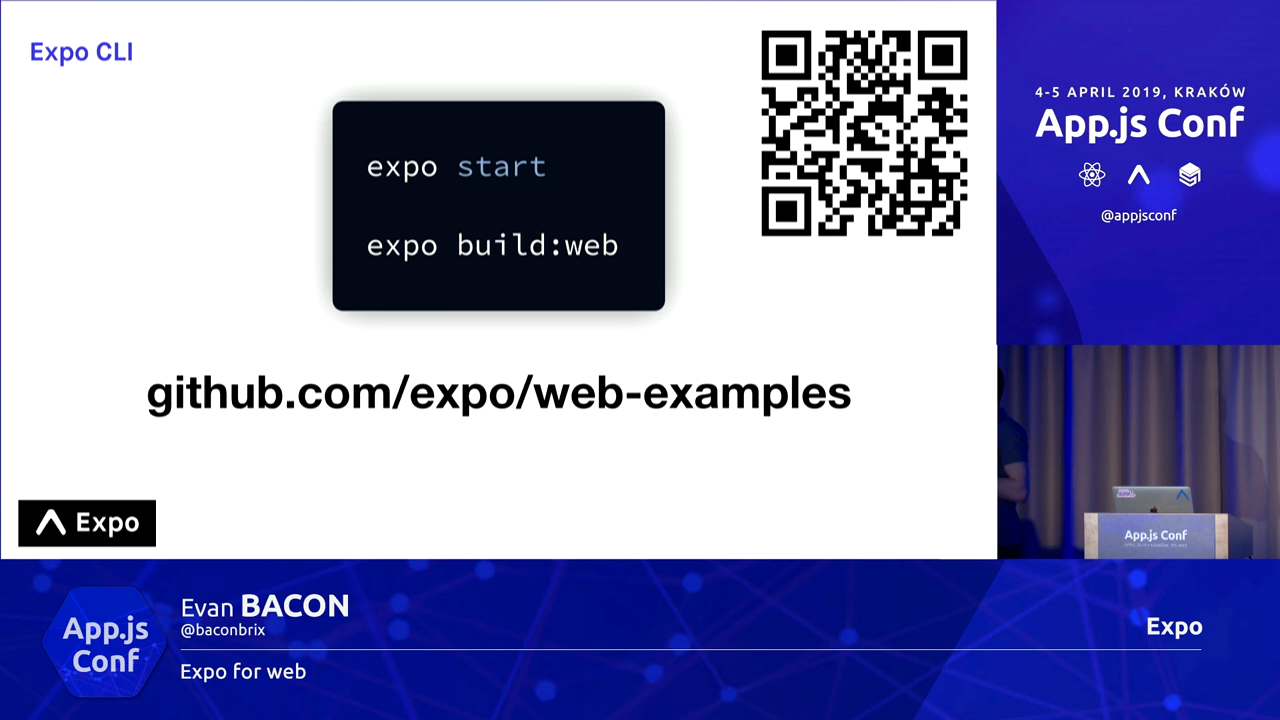 Expo CLI
expo start
expo build:web
github.com/expo/web-examples
Expo
4-5 APRIL 2019, KRAKÓW
App.js Conf
@appjsconf
App.js Conf
App.js
Conf
Evan BACON
@baconbrix
Expo for web
Expo